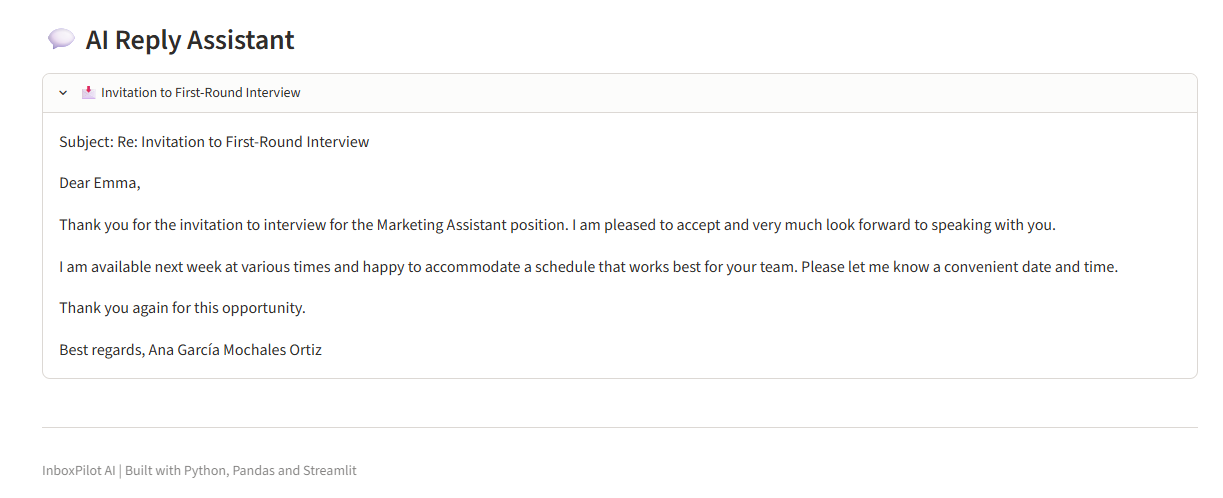 AI Reply Assistant
Invitation to First-Round Interview
Subject: Re: Invitation to First-Round Interview
Dear Emma,
Thank you for the invitation to interview for the Marketing Assistant position. I am pleased to accept and very much look forward to speaking with you.
I am available next week at various times and happy to accommodate a schedule that works best for your team. Please let me know a convenient date and time.
Thank you again for this opportunity.
Best regards, Ana García Mochales Ortiz
InboxPilot AI | Built with Python, Pandas and Streamlit